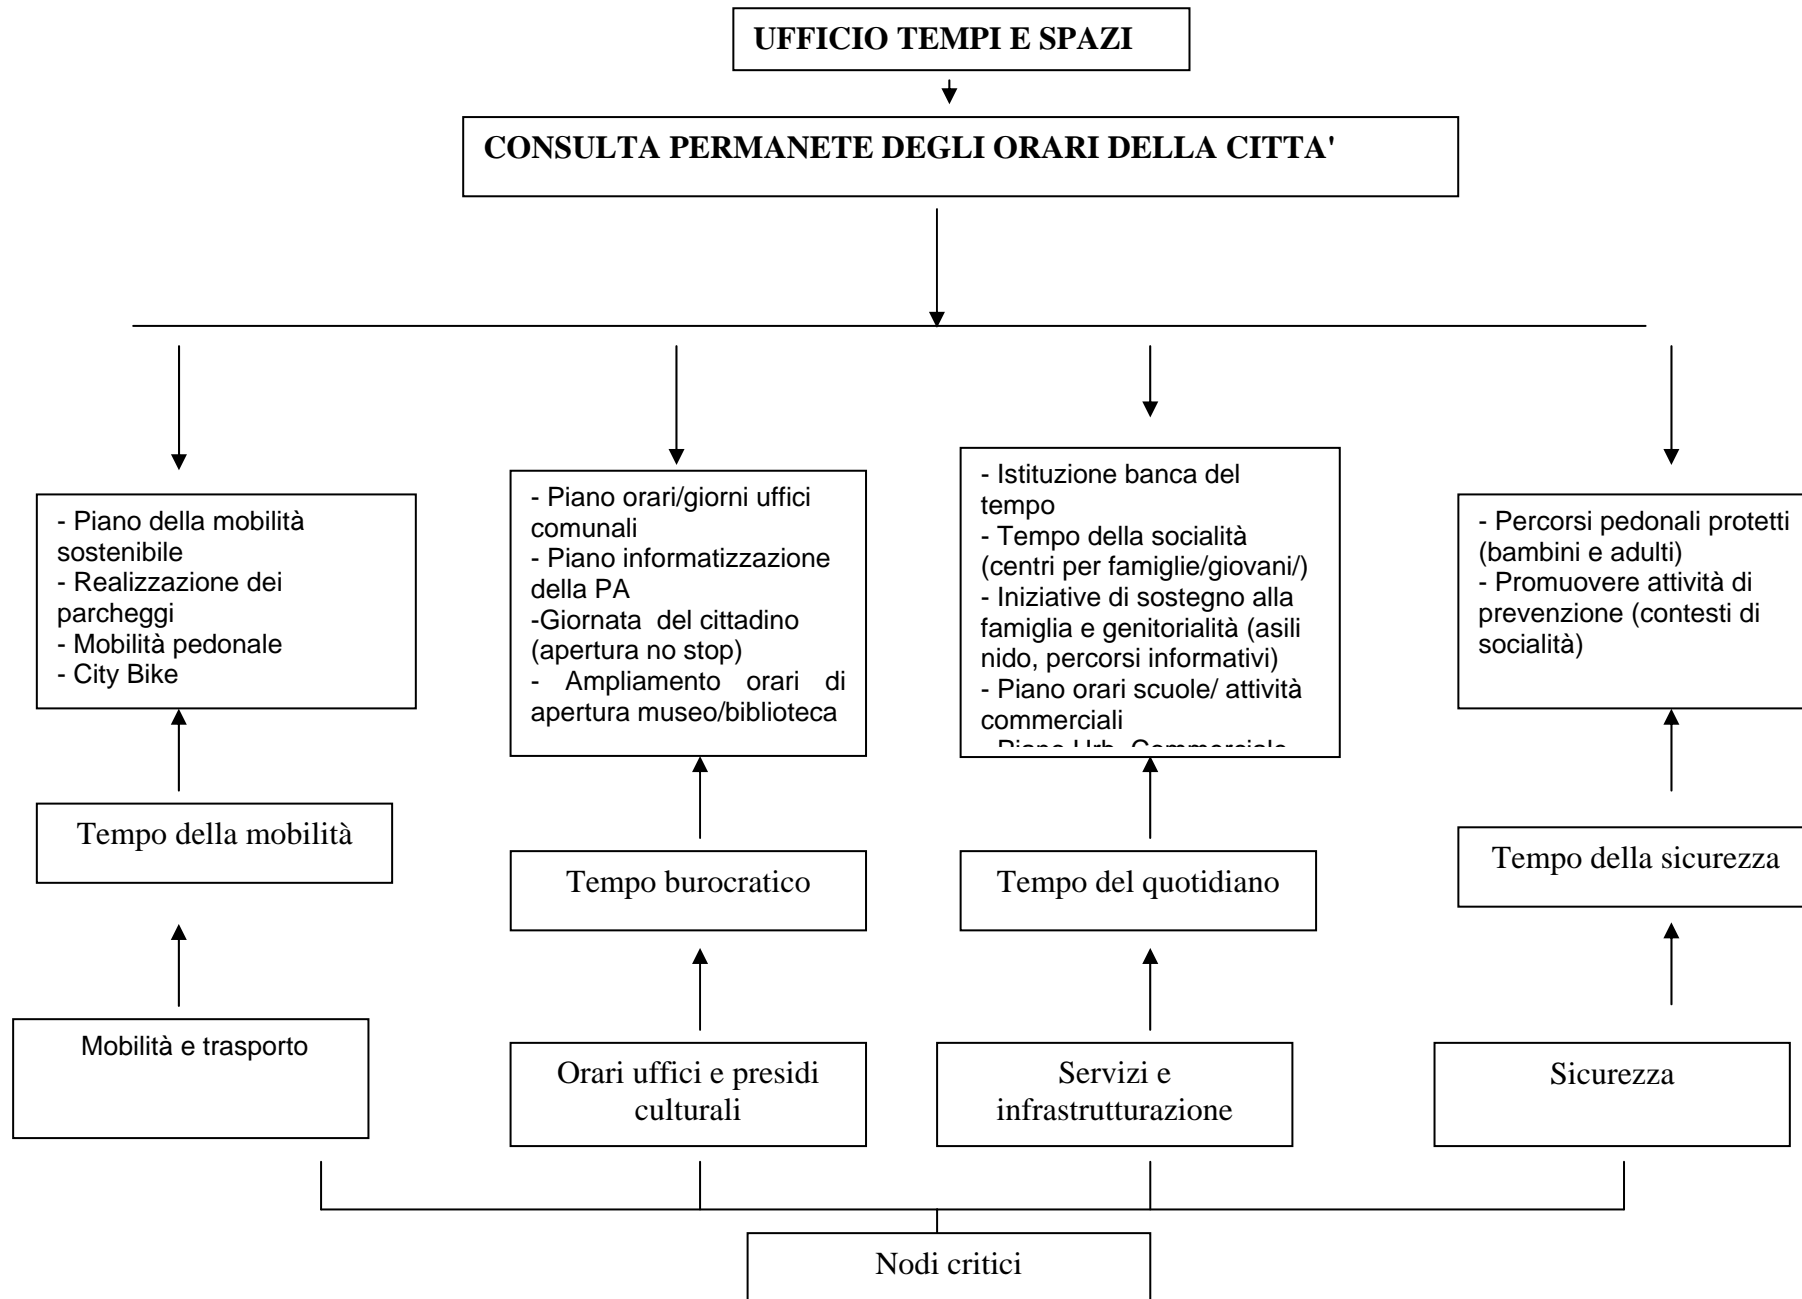 UFFICIO TEMPI E SPAZI
CONSULTA PERMANETE DEGLI ORARI DELLA CITTA'
- Piano della mobilità
sostenibile
- Realizzazione dei
parcheggi
- Mobilità pedonale
- City Bike
- Piano orari/giorni uffici
comunali
- Piano informatizzazione
della PA
-Giornata  del cittadino
(apertura no stop)
- Ampliamento orari di
apertura museo/biblioteca
- Istituzione banca del
tempo
- Tempo della socialità
(centri per famiglie/giovani/)
- Iniziative di sostegno alla
famiglia e genitorialità (asili
nido, percorsi informativi)
- Piano orari scuole/ attività
commerciali
- Piano Urb. Commerciale
- Percorsi pedonali protetti
(bambini e adulti)
- Promuovere attività di
prevenzione (contesti di
socialità)
Tempo della mobilità
Tempo burocratico
Tempo del quotidiano
Tempo della sicurezza
Mobilità e trasporto
Orari uffici e presidi
culturali
Servizi e
infrastrutturazione
Sicurezza
Nodi critici